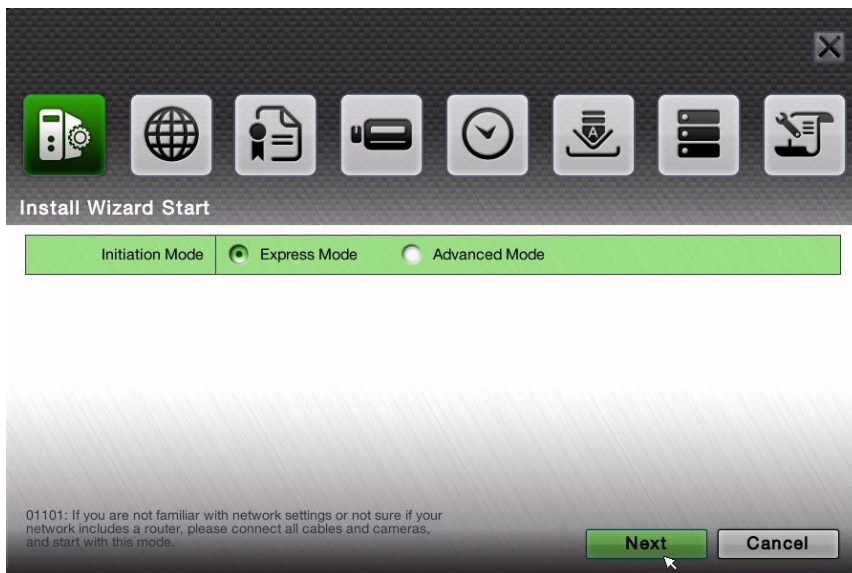 Install Wizard Start
Initiation Mode Express Mode Advanced Mode
01101: If you are not familiar with network settings or not sure if your
network includes a router, please connect all cables and cameras,
and start with this mode.
Next Cancel